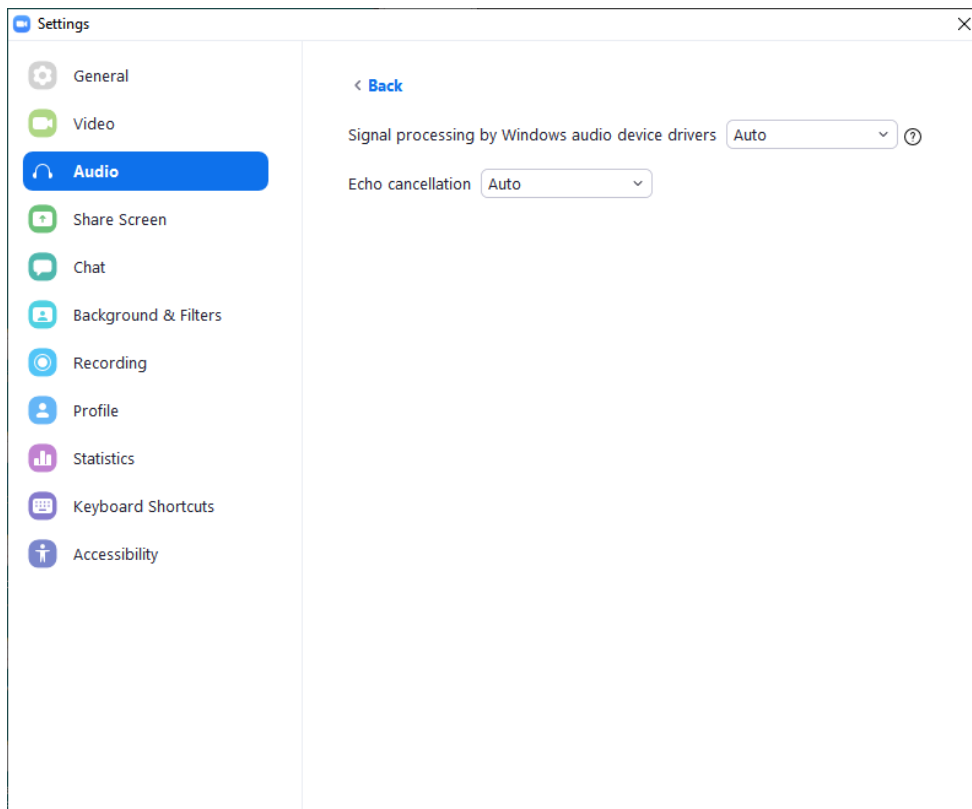 Settings
General
Video
Audio
Share Screen
Chat
Background & Filters
Recording
Profile
Statistics
Keyboard Shortcuts
Accessibility
Back
Signal processing by Windows audio device drivers Auto
Echo cancellation Auto